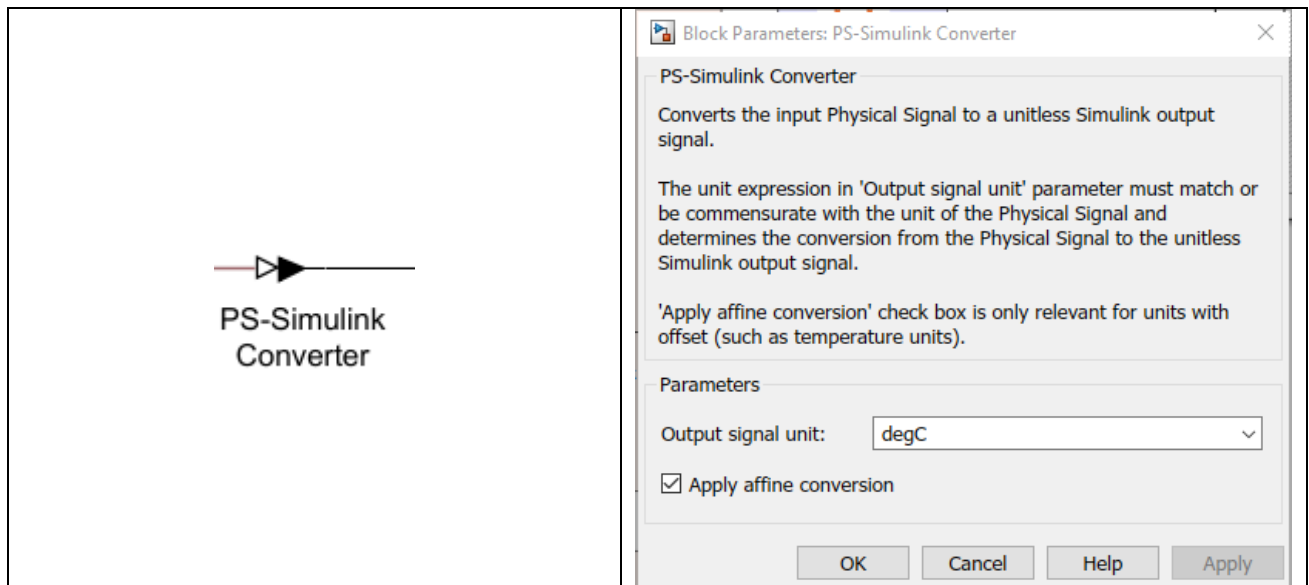 PS-Simulink
Converter
Block Parameters: PS-Simulink Converter
PS-Simulink Converter
Converts the input Physical Signal to a unitless Simulink output
signal.
The unit expression in 'Output signal unit' parameter must match or
be commensurate with the unit of the Physical Signal and
determines the conversion from the Physical Signal to the unitless
Simulink output signal.
'Apply affine conversion' check box is only relevant for units with
offset (such as temperature units).
Parameters
Output signal unit: degC
Apply affine conversion
OK Cancel Help Apply